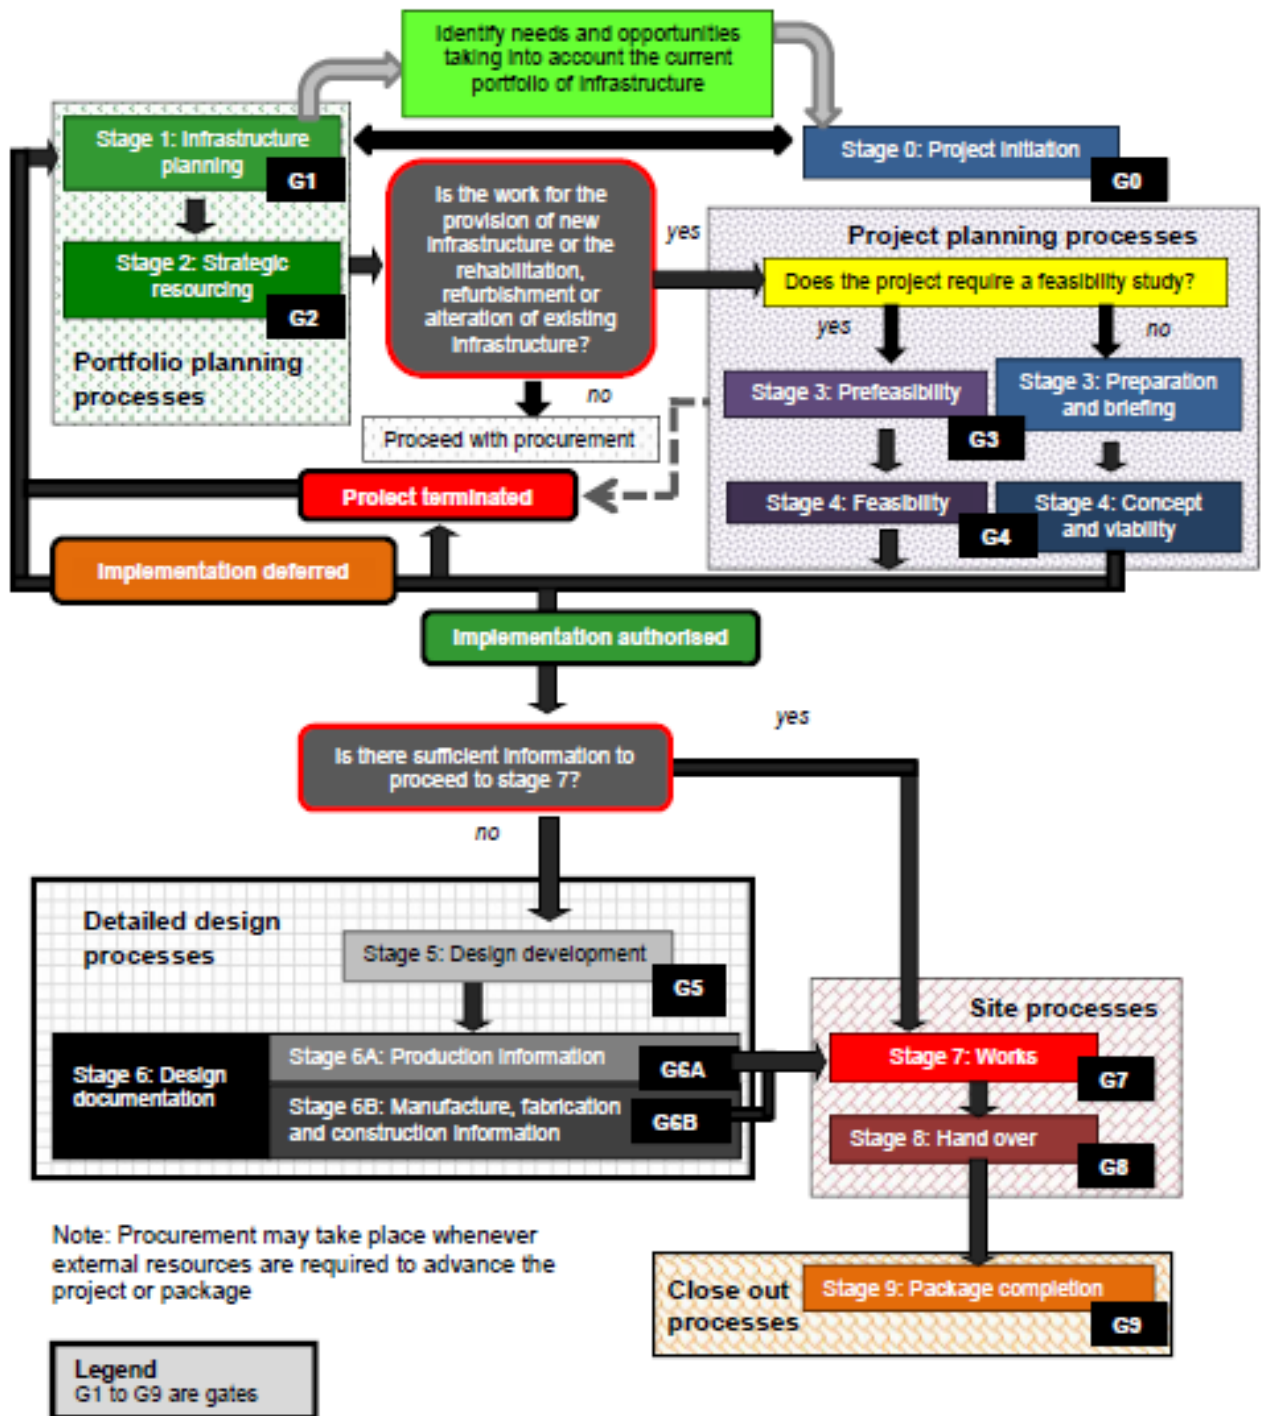 Identify needs and opportunities
taking into account the current
portfolio of infrastructure
Stage 1: Infrastructure
planning
G1
Stage 0: Project initiation
G0
Is the work for the
provision of new
infrastructure or the
rehabilitation,
refurbishment or
alteration of existing
infrastructure?
yes
Project planning processes
Does the project require a feasibility study?
Stage 2: Strategic
resourcing
G2
Portfolio planning
processes
yes
no
Stage 3: Prefeasibility
Stage 3: Preparation
and briefing
G3
no
Proceed with procurement
Project terminated
Stage 4: Feasibility
Stage 4: Concept
and viability
G4
Implementation deferred
Implementation authorised
yes
Is there sufficient information to
proceed to stage 7?
no
Detailed design
processes
Stage 5: Design development
G5
Stage 6: Design
documentation
Stage 6A: Production information
G6A
Stage 6B: Manufacture, fabrication
and construction information
G6B
Site processes
Stage 7: Works
G7
Stage 8: Hand over
G8
Note: Procurement may take place whenever
external resources are required to advance the
project or package
Close out
processes
Stage 9: Package completion
G9
Legend
G1 to G9 are gates